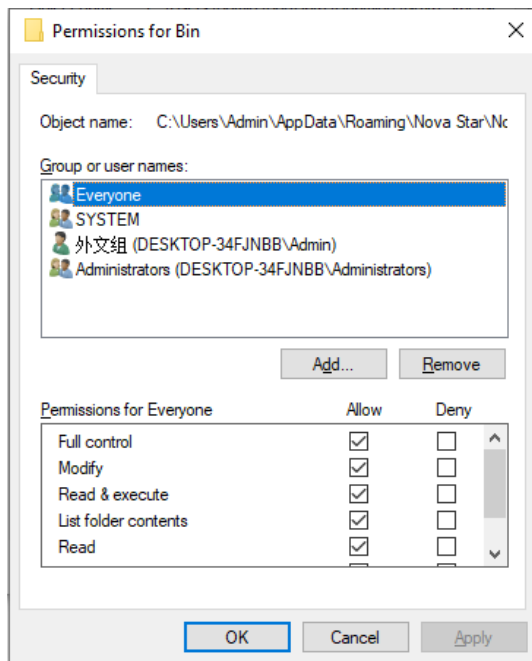 Permissions for Bin
Security
Object name: C:\Users\Admin\AppData\Roaming\Nova Star\Nc
Group or user names:
Everyone
SYSTEM
外文组 (DESKTOP-34FJNBB\Admin)
Administrators (DESKTOP-34FJNBB\Administrators)
Add... Remove
Permissions for Everyone Allow Deny
Full control
Modify
Read & execute
List folder contents
Read
OK Cancel Apply